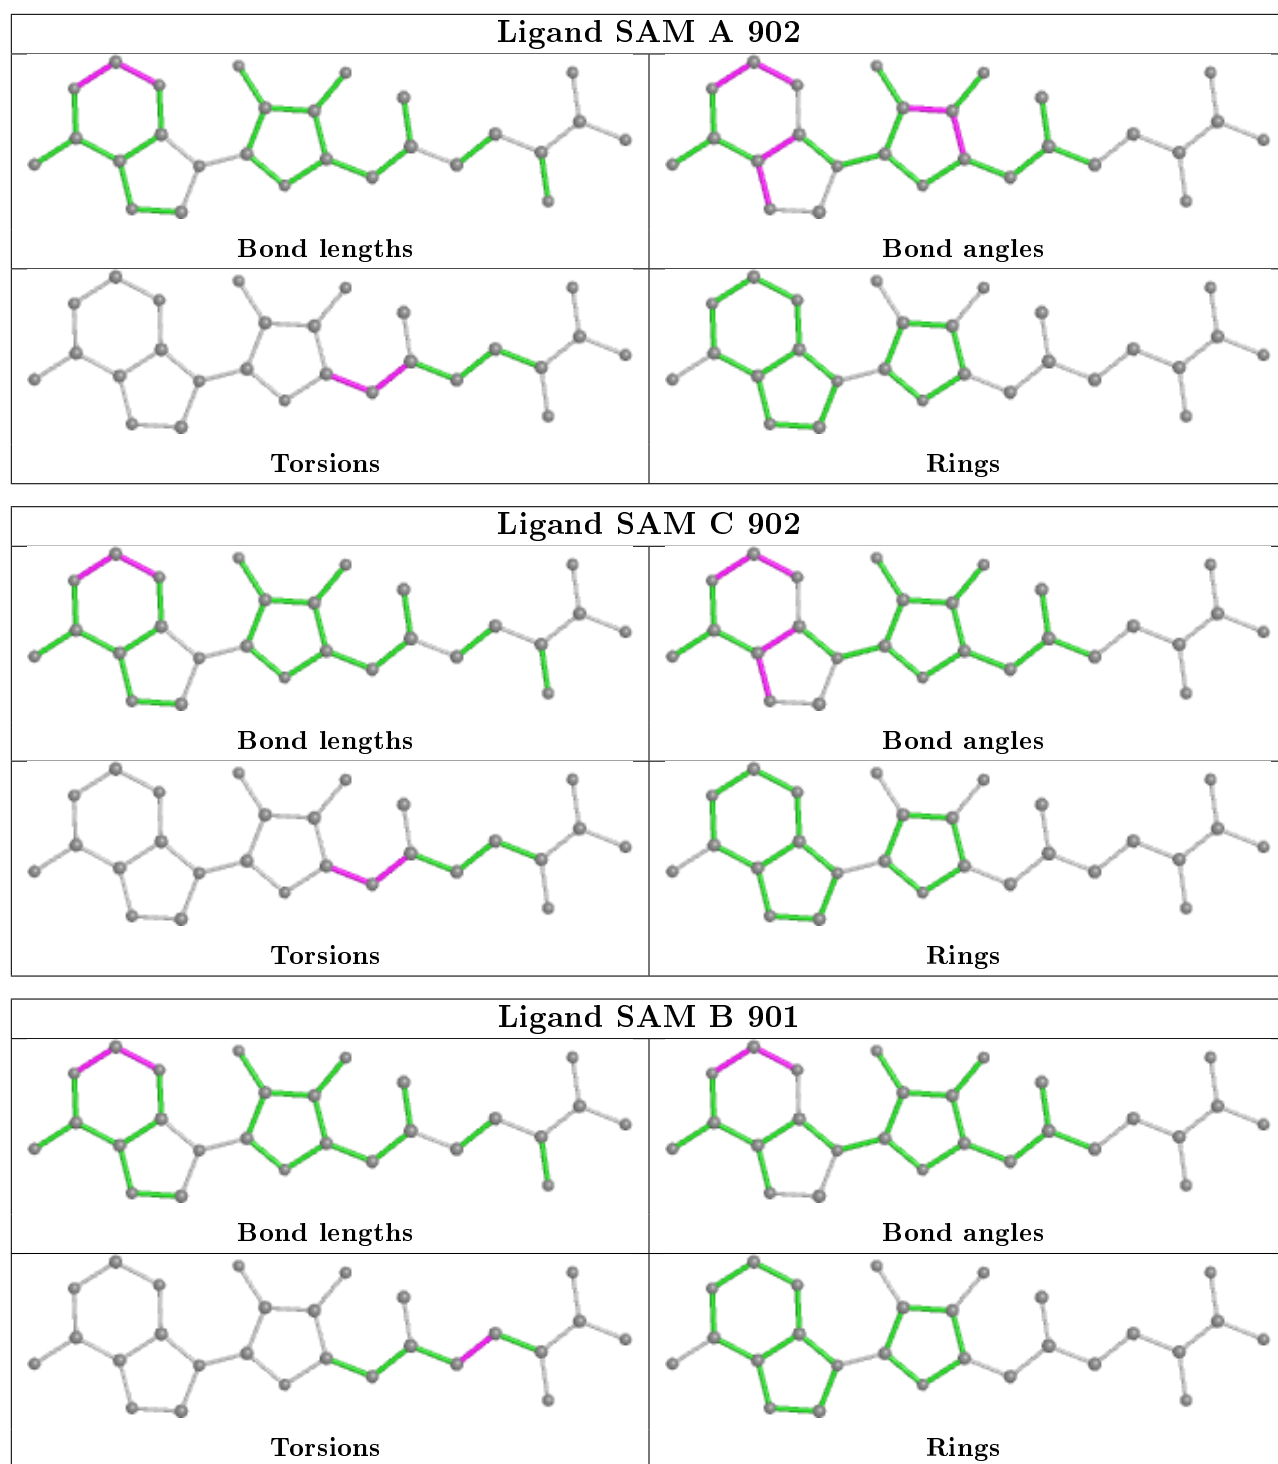 Ligand SAM A 902
Bond lengths
Bond angles
Torsions
Rings
Ligand SAM C 902
Bond lengths
Bond angles
Torsions
Rings
Ligand SAM B 901
Bond lengths
Bond angles
Torsions
Rings